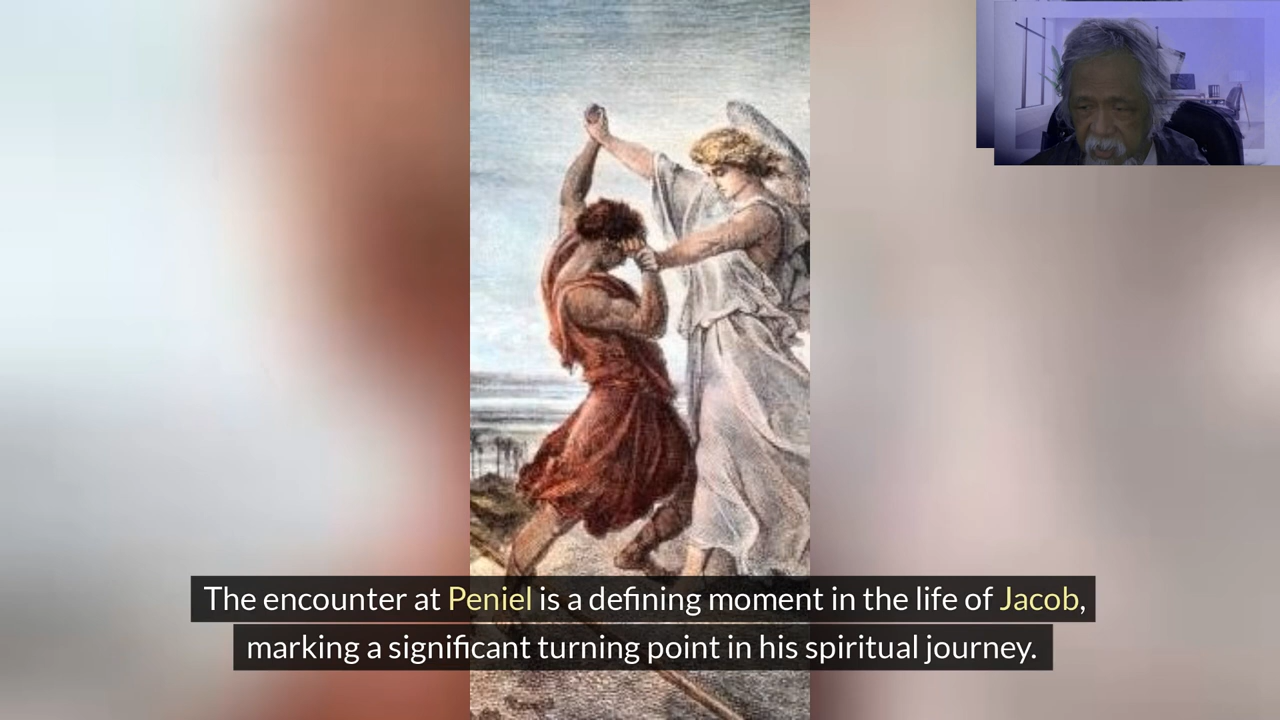 The encounter at Peniel is a defining moment in the life of Jacob,
marking a significant turning point in his spiritual journey.